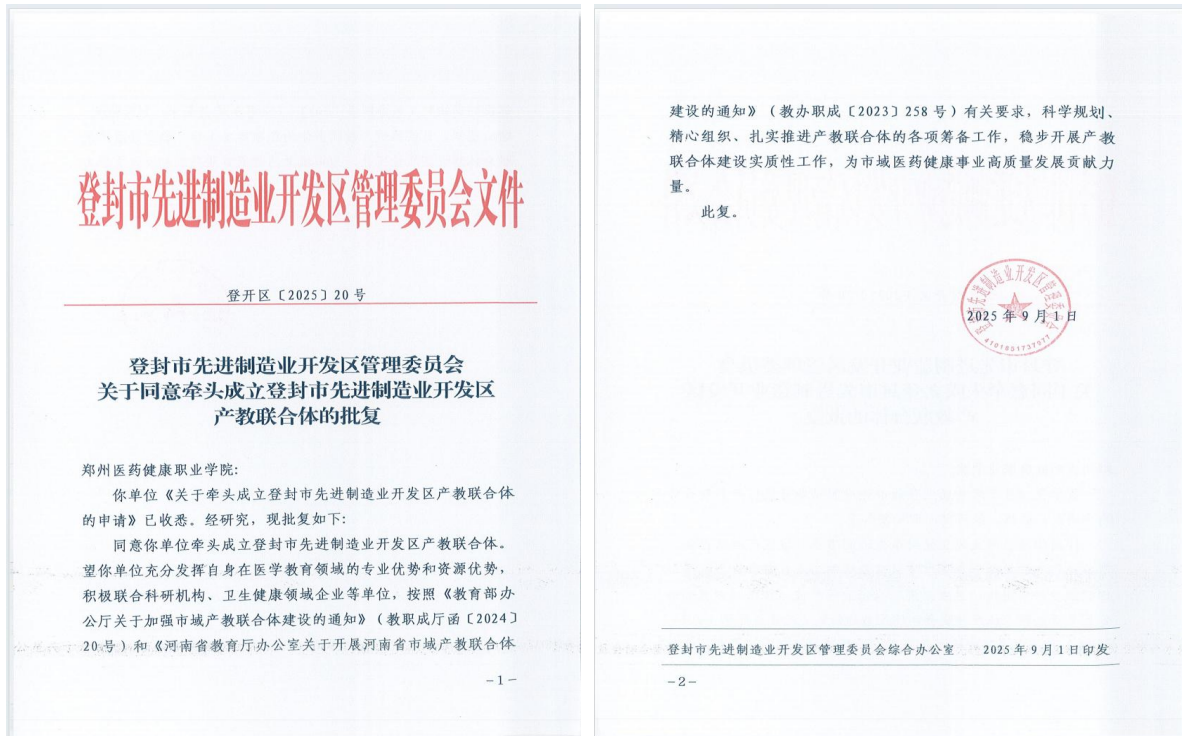 登封市先进制造业开发区管理委员会文件
登开区〔2025〕20号
登封市先进制造业开发区管理委员会
关于同意牵头成立登封市先进制造业开发区
产教联合体的批复
郑州医药健康职业学院:
你单位《关于牵头成立登封市先进制造业开发区产教联合体
的申请》已收悉。经研究,现批复如下:
同意你单位牵头成立登封市先进制造业开发区产教联合体。
望你单位充分发挥自身在医学教育领域的专业优势和资源优势,
积极联合科研机构、卫生健康领域企业等单位,按照《教育部办
公厅关于加强市域产教联合体建设的通知》(教职成厅函〔2024〕
20号)和《河南省教育厅办公室关于开展河南省市域产教联合体
-1-
建设的通知》(教办职成〔2023〕258号)有关要求,科学规划、
精心组织、扎实推进产教联合体的各项筹备工作,稳步开展产教
联合体建设实质性工作,为市域医药健康事业高质量发展贡献力
量。
此复。
登封市先进制造业开发区管理委员会
2025年9月1日
4101851737977
登封市先进制造业开发区管理委员会综合办公室 2025年9月1日印发
-2-